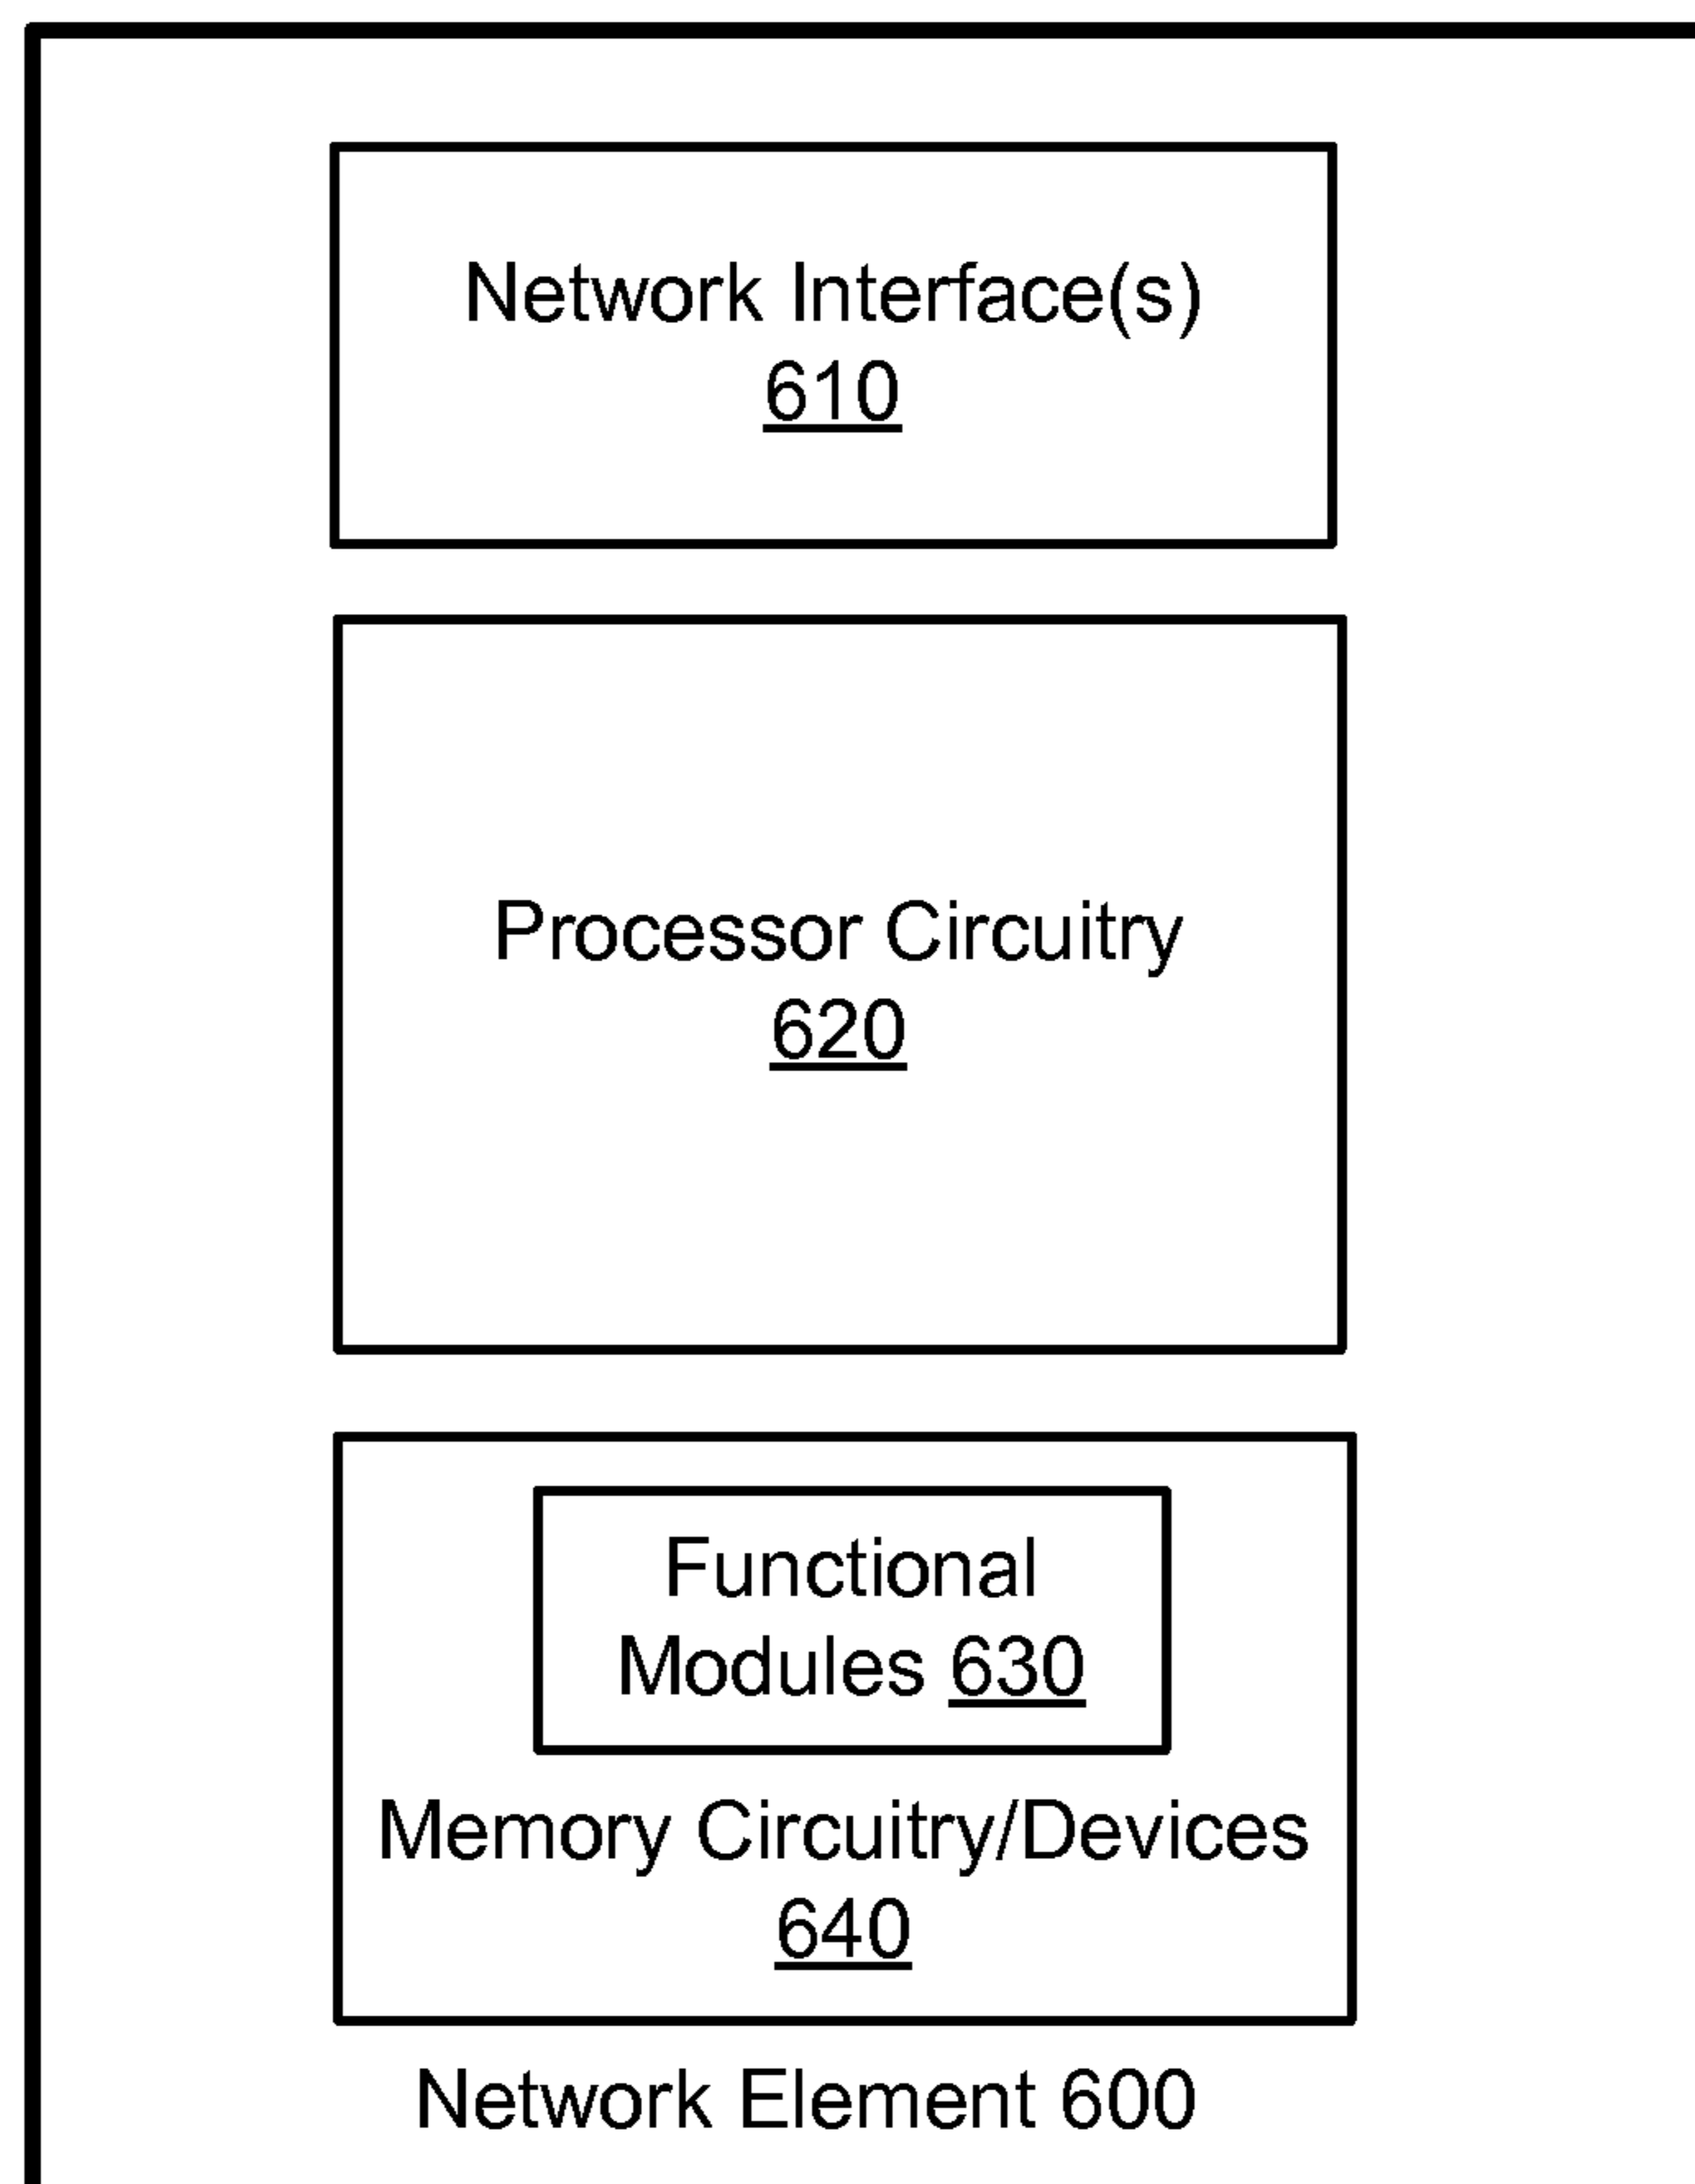 Network Interface(s)
610
Processor Circuitry
620
Functional
Modules 630
Memory Circuitry/Devices
640
Network Element 600